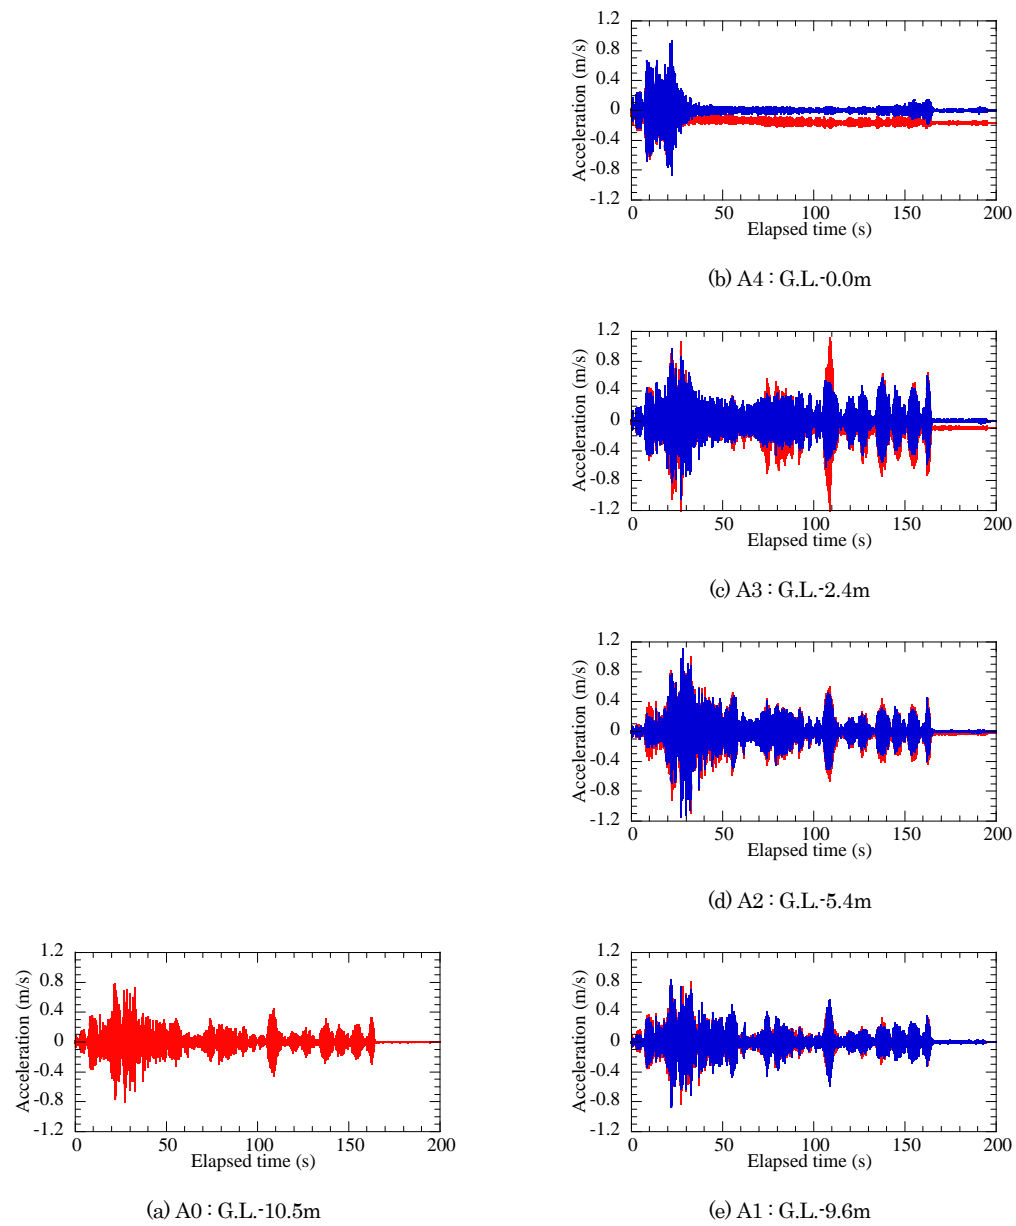 1.2
0.8
0.4
0
-0.4
-0.8
-1.2
Acceleration (m/s)
0 50 100 150 200
Elapsed time (s)
(b) A4 : G.L.-0.0m
1.2
0.8
0.4
0
-0.4
-0.8
-1.2
Acceleration (m/s)
0 50 100 150 200
Elapsed time (s)
(c) A3 : G.L.-2.4m
1.2
0.8
0.4
0
-0.4
-0.8
-1.2
Acceleration (m/s)
0 50 100 150 200
Elapsed time (s)
(d) A2 : G.L.-5.4m
1.2
0.8
0.4
0
-0.4
-0.8
-1.2
Acceleration (m/s)
0 50 100 150 200
Elapsed time (s)
(a) A0 : G.L.-10.5m
1.2
0.8
0.4
0
-0.4
-0.8
-1.2
Acceleration (m/s)
0 50 100 150 200
Elapsed time (s)
(e) A1 : G.L.-9.6m